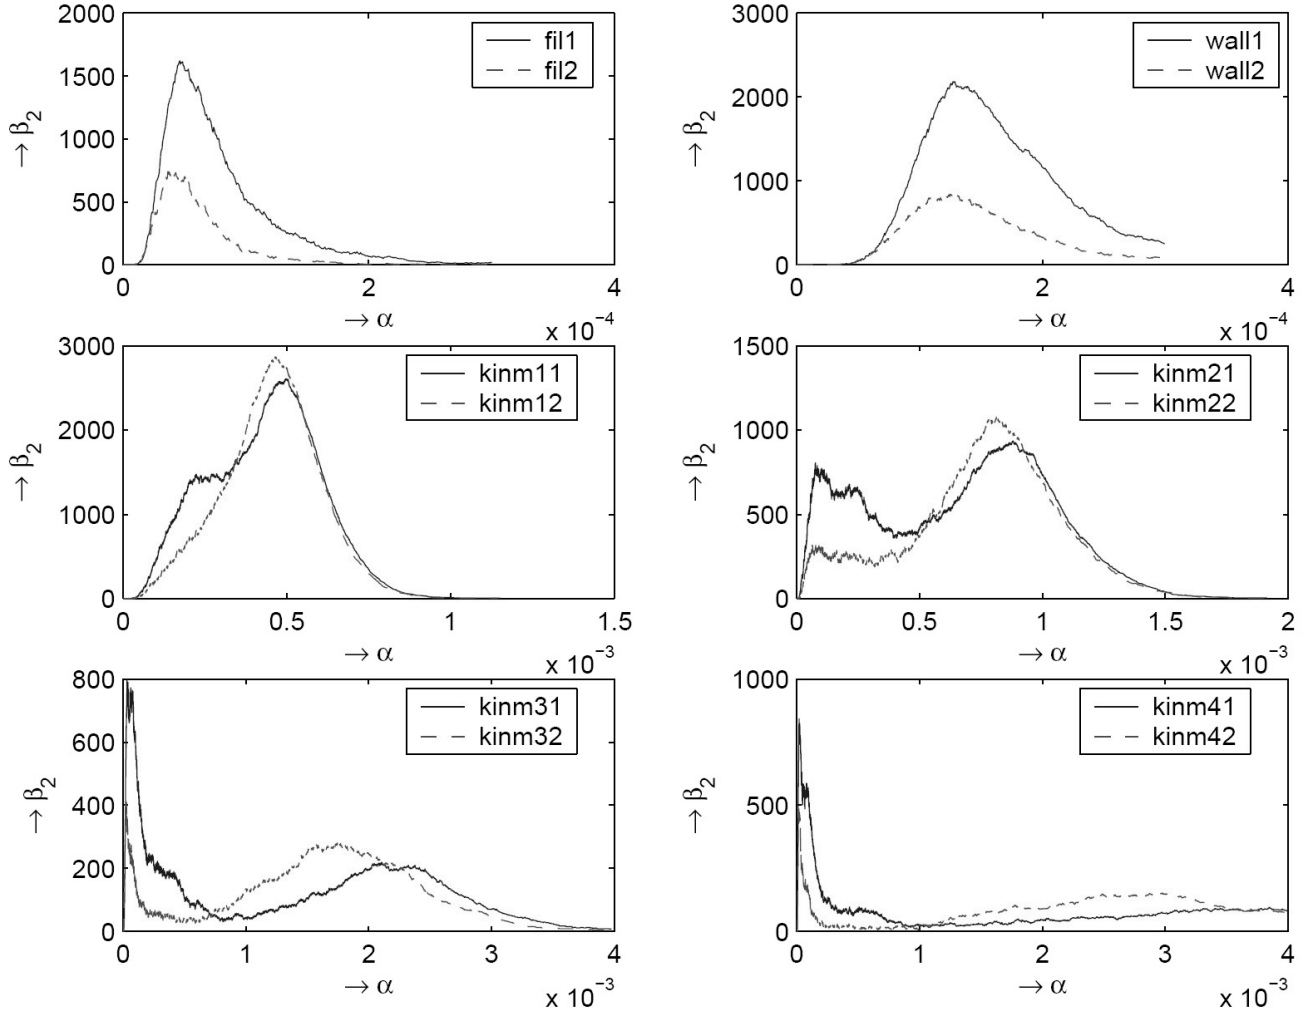 2000
1500
1000
500
0
→ β2
fil1
fil2
0 2 4
→ α
x 10−4
3000
2000
1000
0
→ β2
wall1
wall2
0 2 4
→ α
x 10−4
3000
2000
1000
0
→ β2
kinm11
kinm12
0 0.5 1 1.5
→ α
x 10−3
1500
1000
500
0
→ β2
kinm21
kinm22
0 0.5 1 1.5 2
→ α
x 10−3
800
600
400
200
0
→ β2
kinm31
kinm32
0 1 2 3 4
→ α
x 10−3
1000
500
0
→ β2
kinm41
kinm42
0 1 2 3 4
→ α
x 10−3